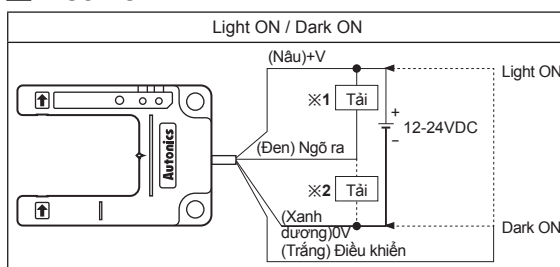 Light ON / Dark ON
(Nâu)+V
Light ON
※1 Tải
+
12-24VDC
−
(Đen) Ngõ ra
Autonics
※2 Tải
(Xanh
dương)0V
Dark ON
(Trắng) Điều khiển